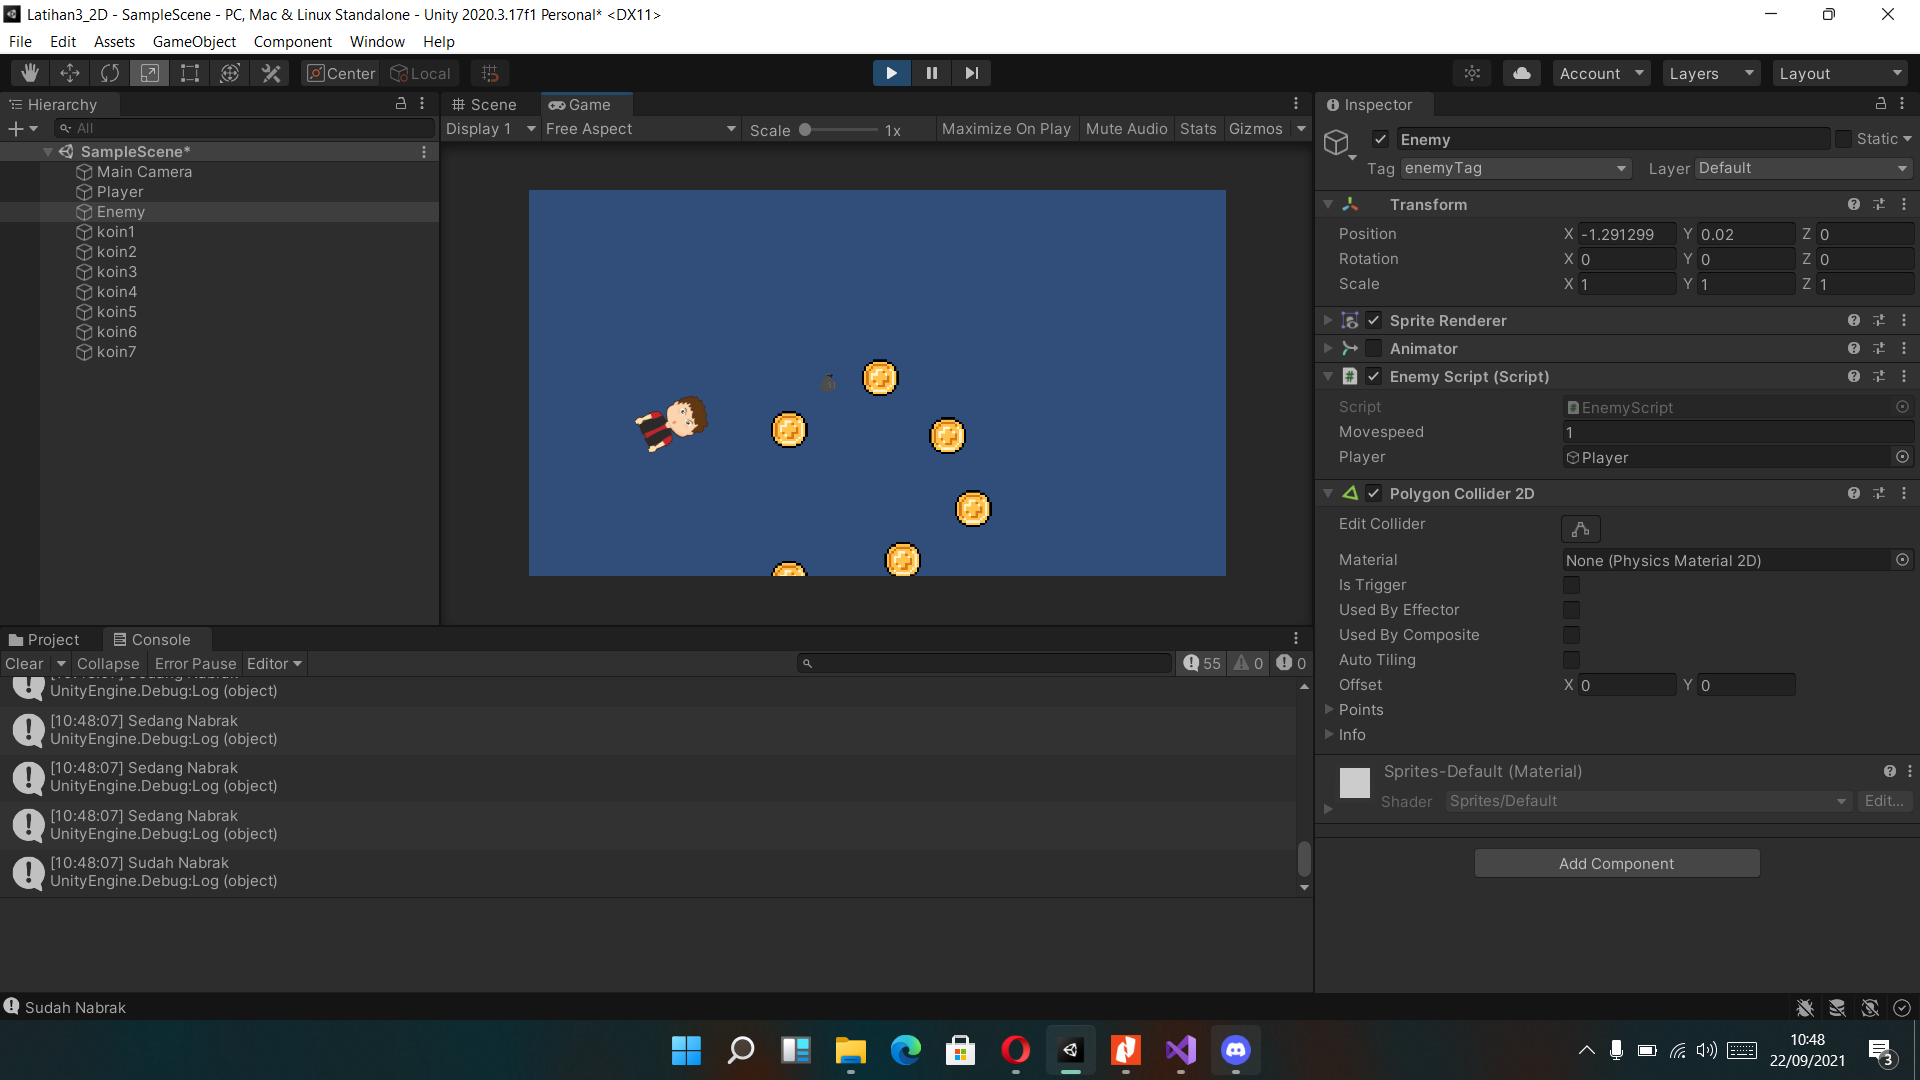 Latihan3_2D - SampleScene - PC, Mac & Linux Standalone - Unity 2020.3.17f1 Personal* <DX11>
File Edit Assets GameObject Component Window Help
Center Local Account Layers Layout
Hierarchy
All
SampleScene*
Main Camera
Player
Enemy
koin1
koin2
koin3
koin4
koin5
koin6
koin7
Scene Game
Display 1 Free Aspect Scale 1x Maximize On Play Mute Audio Stats Gizmos
Inspector
Enemy Static
Tag enemyTag Layer Default
Transform
Position X -1.291299 Y 0.02 Z 0
Rotation X 0 Y 0 Z 0
Scale X 1 Y 1 Z 1
Sprite Renderer
Animator
Enemy Script (Script)
Script EnemyScript
Movespeed 1
Player Player
Polygon Collider 2D
Edit Collider
Material None (Physics Material 2D)
Is Trigger
Used By Effector
Used By Composite
Auto Tiling
Offset X 0 Y 0
Points
Info
Sprites-Default (Material)
Shader Sprites/Default Edit...
Add Component
Project Console
Clear Collapse Error Pause Editor 55 0 0
UnityEngine.Debug:Log (object)
[10:48:07] Sedang Nabrak
UnityEngine.Debug:Log (object)
[10:48:07] Sedang Nabrak
UnityEngine.Debug:Log (object)
[10:48:07] Sedang Nabrak
UnityEngine.Debug:Log (object)
[10:48:07] Sudah Nabrak
UnityEngine.Debug:Log (object)
Sudah Nabrak
10:48
22/09/2021
3